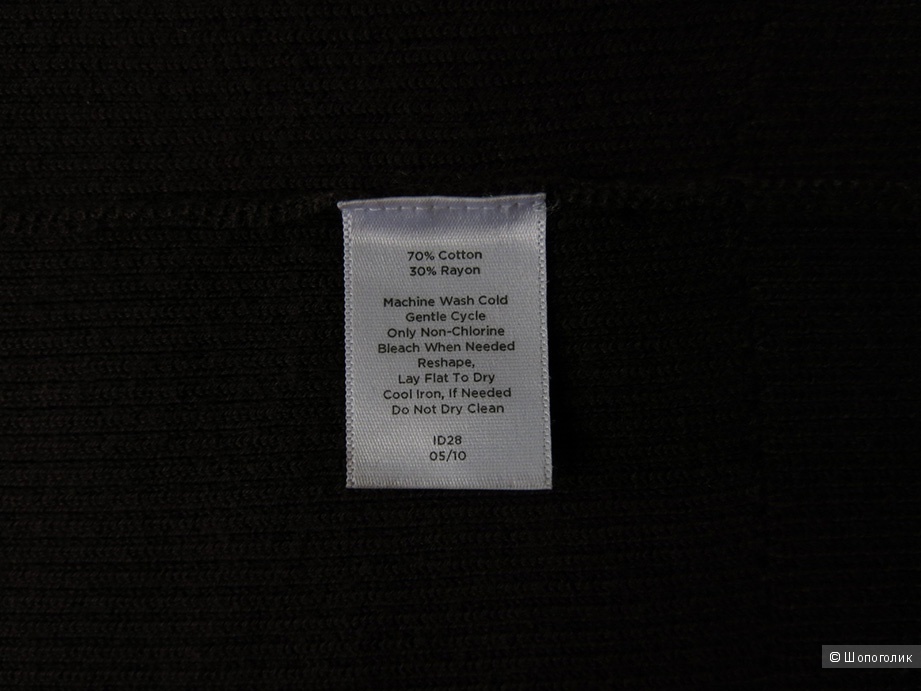 70% Cotton
30% Rayon
Machine Wash Cold
Gentle Cycle
Only Non-Chlorine
Bleach When Needed
Reshape,
Lay Flat To Dry
Cool Iron, If Needed
Do Not Dry Clean
ID28
05/10
© Шопоголик